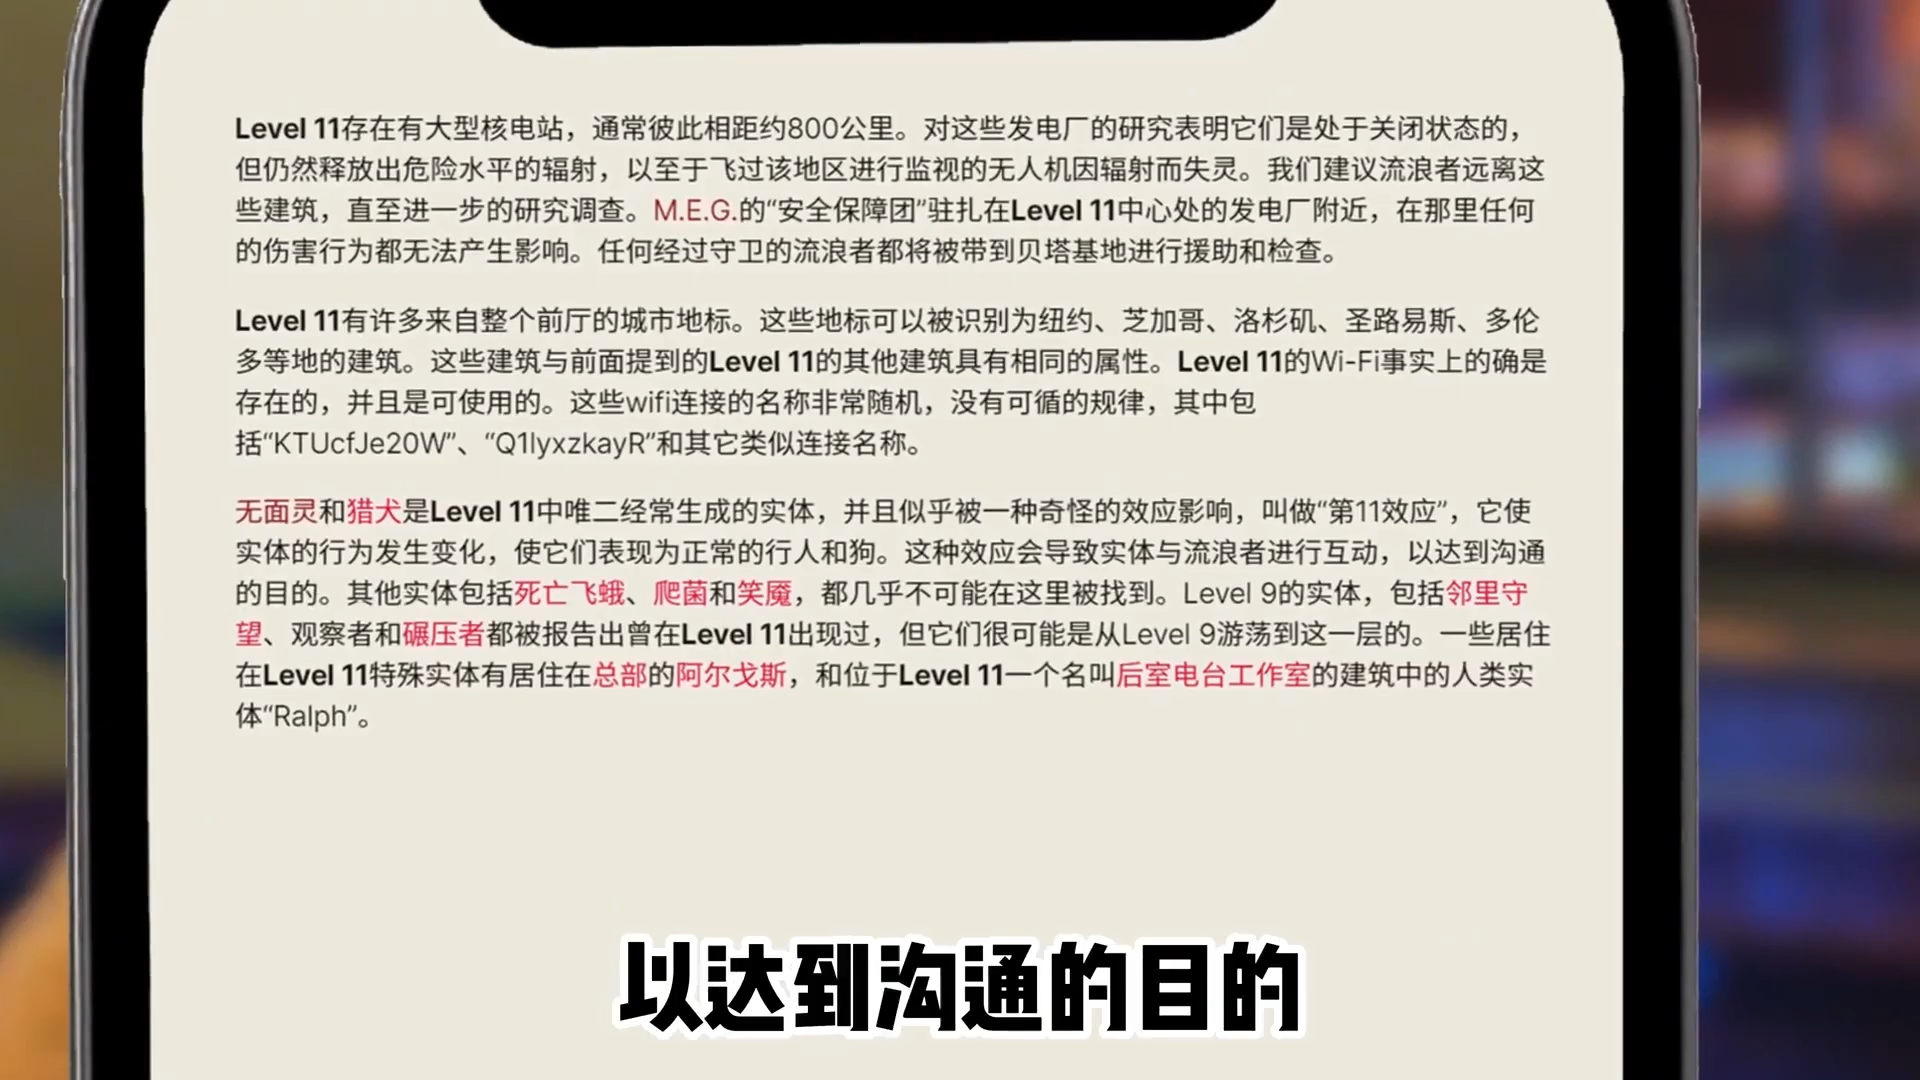 Level 11存在有大型核电站，通常彼此相距约800公里。对这些发电厂的研究表明它们是处于关闭状态的，
但仍然释放出危险水平的辐射，以至于飞过该地区进行监视的无人机因辐射而失灵。我们建议流浪者远离这
些建筑，直至进一步的研究调查。M.E.G.的“安全保障团”驻扎在Level 11中心处的发电厂附近，在那里任何
的伤害行为都无法产生影响。任何经过守卫的流浪者都将被带到贝塔基地进行援助和检查。
Level 11有许多来自整个前厅的城市地标。这些地标可以被识别为纽约、芝加哥、洛杉矶、圣路易斯、多伦
多等地的建筑。这些建筑与前面提到的Level 11的其他建筑具有相同的属性。Level 11的Wi-Fi事实上的确是
存在的，并且是可使用的。这些wifi连接的名称非常随机，没有可循的规律，其中包
括“KTUcfJe20W”、“Q1lyxzkayR”和其它类似连接名称。
无面灵和猎犬是Level 11中唯二经常生成的实体，并且似乎被一种奇怪的效应影响，叫做“第11效应”，它使
实体的行为发生变化，使它们表现为正常的行人和狗。这种效应会导致实体与流浪者进行互动，以达到沟通
的目的。其他实体包括死亡飞蛾、爬菌和笑魇，都几乎不可能在这里被找到。Level 9的实体，包括邻里守
望、观察者和碾压者都被报告出曾在Level 11出现过，但它们很可能是从Level 9游荡到这一层的。一些居住
在Level 11特殊实体有居住在总部的阿尔戈斯，和位于Level 11一个名叫后室电台工作室的建筑中的人类实
体“Ralph”。
以达到沟通的目的